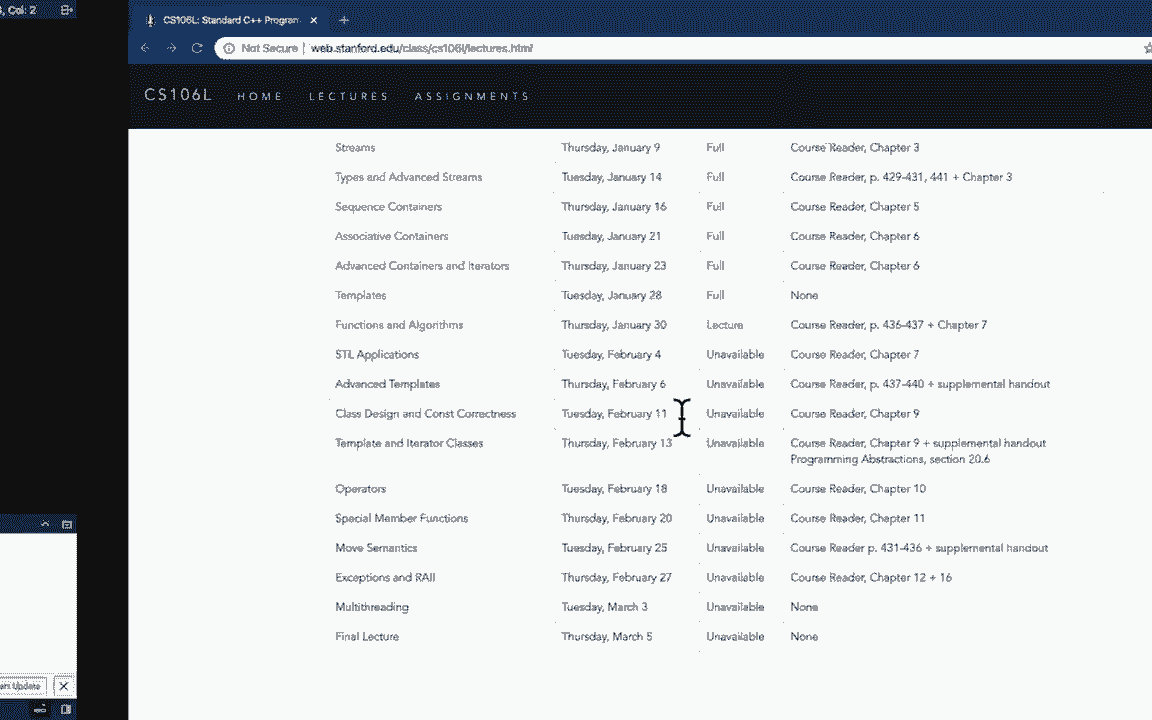 , Col: 2
CS106L: Standard C++ Program
Not Secure | web.stanford.edu/class/cs106l/lectures.html
CS106L HOME LECTURES ASSIGNMENTS
Streams Thursday, January 9 Full Course Reader, Chapter 3
Types and Advanced Streams Tuesday, January 14 Full Course Reader, p. 429-431, 441 + Chapter 3
Sequence Containers Thursday, January 16 Full Course Reader, Chapter 5
Associative Containers Tuesday, January 21 Full Course Reader, Chapter 6
Advanced Containers and Iterators Thursday, January 23 Full Course Reader, Chapter 6
Templates Tuesday, January 28 Full None
Functions and Algorithms Thursday, January 30 Lecture Course Reader, p. 436-437 + Chapter 7
STL Applications Tuesday, February 4 Unavailable Course Reader, Chapter 7
Advanced Templates Thursday, February 6 Unavailable Course Reader, p. 437-440 + supplemental handout
Class Design and Const Correctness Tuesday, February 11 Unavailable Course Reader, Chapter 9
Template and Iterator Classes Thursday, February 13 Unavailable Course Reader, Chapter 9 + supplemental handout
Programming Abstractions, section 20.6
Operators Tuesday, February 18 Unavailable Course Reader, Chapter 10
Special Member Functions Thursday, February 20 Unavailable Course Reader, Chapter 11
Move Semantics Tuesday, February 25 Unavailable Course Reader p. 431-436 + supplemental handout
Exceptions and RAII Thursday, February 27 Unavailable Course Reader, Chapter 12 + 16
Multithreading Tuesday, March 3 Unavailable None
Final Lecture Thursday, March 5 Unavailable None
Update